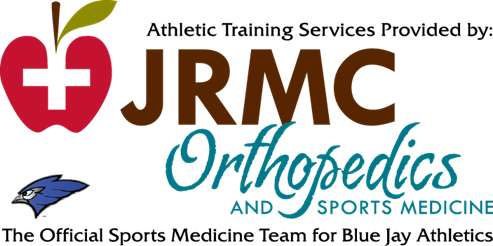 Athletic Training Services Provided by:
JRMC
Orthopedics
AND SPORTS MEDICINE
The Official Sports Medicine Team for Blue Jay Athletics